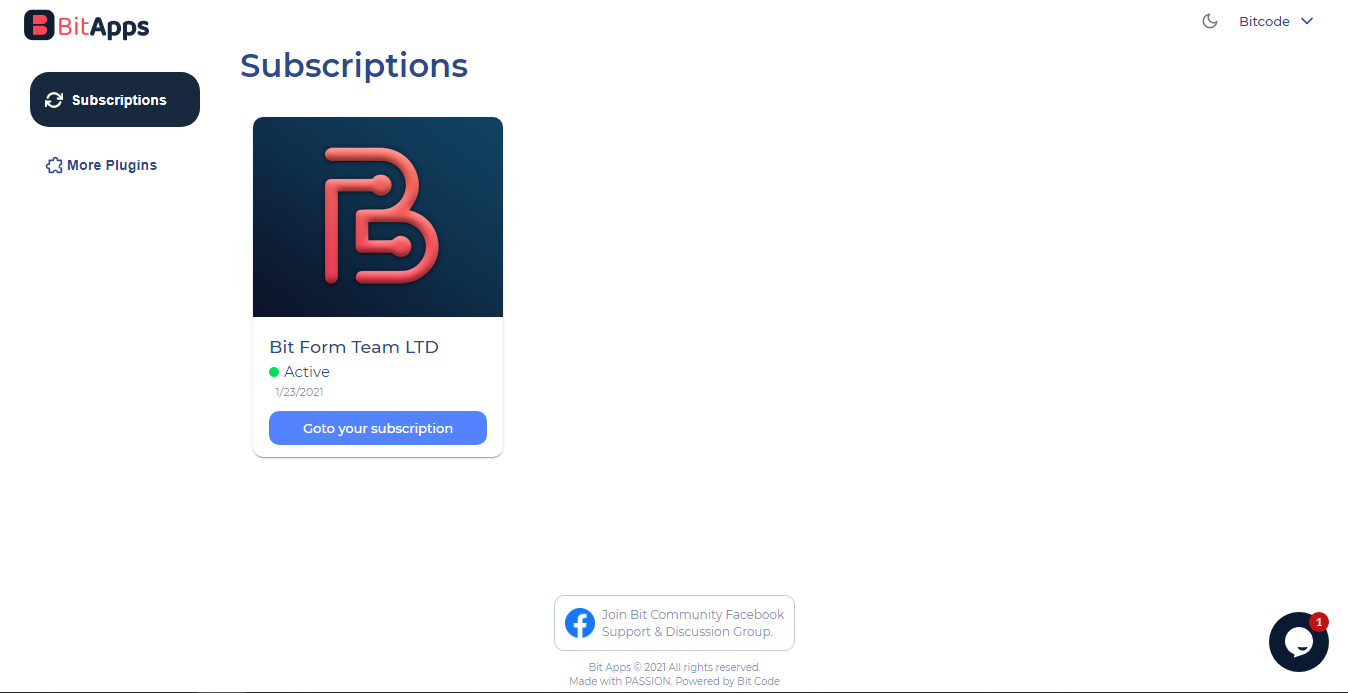 BitApps
Bitcode
Subscriptions
Subscriptions
More Plugins
Bit Form Team LTD
Active
1/23/2021
Goto your subscription
Join Bit Community Facebook
Support & Discussion Group.
1
Bit Apps © 2021 All rights reserved.
Made with PASSION. Powered by Bit Code